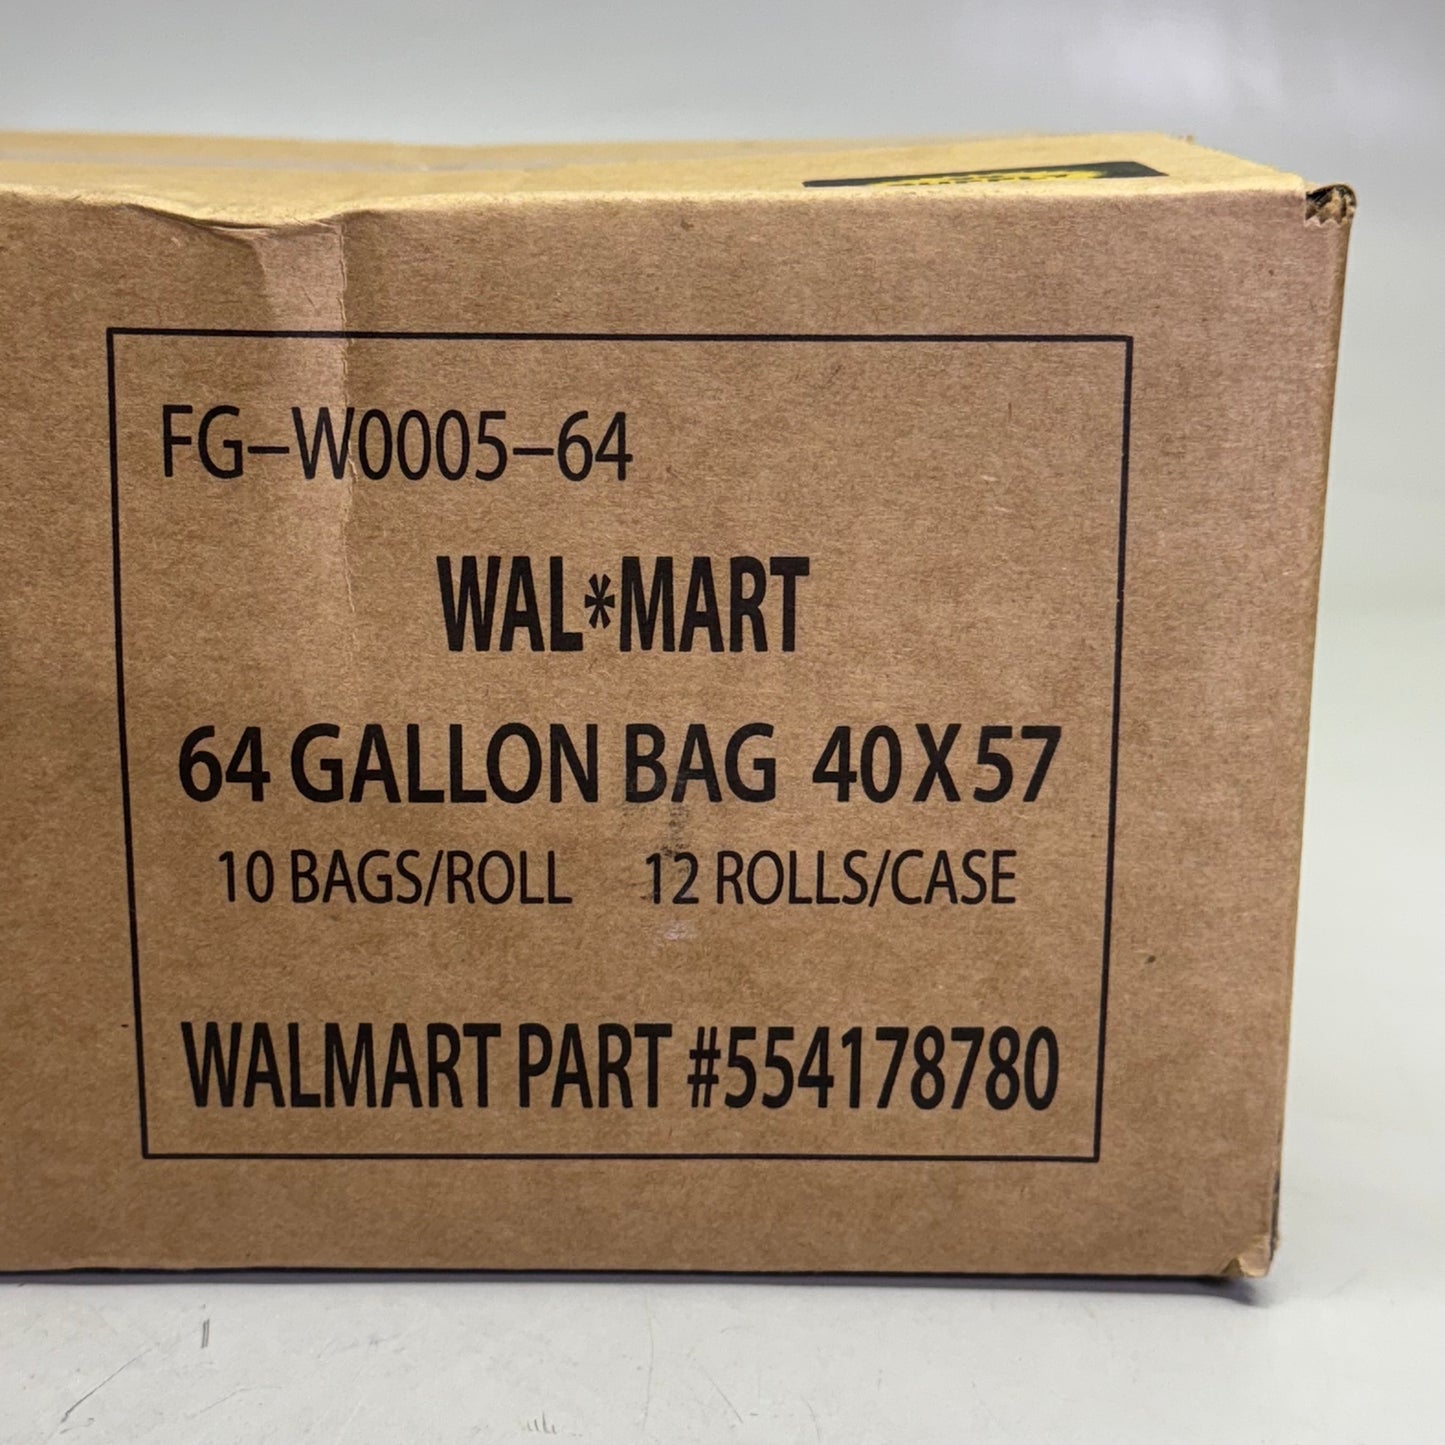 FG–W0005–64
WAL*MART
64 GALLON BAG 40 X 57
10 BAGS/ROLL 12 ROLLS/CASE
WALMART PART #554178780